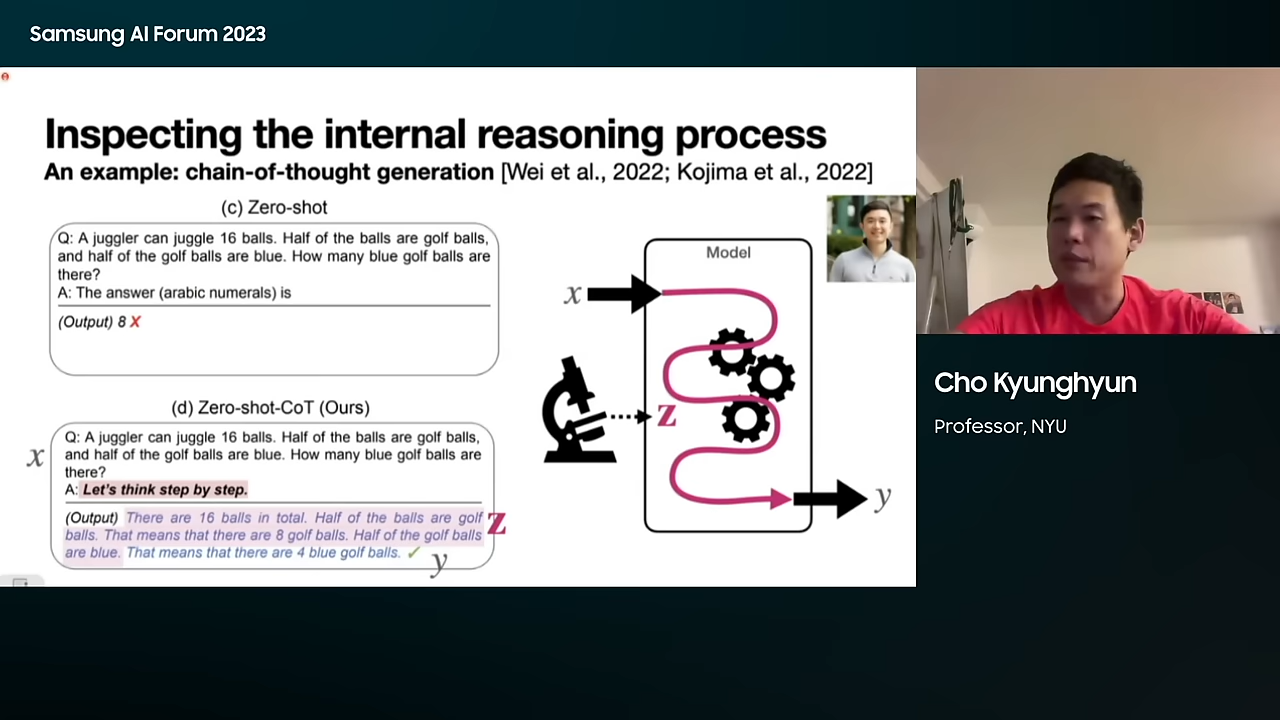 Samsung AI Forum 2023
Inspecting the internal reasoning process
An example: chain-of-thought generation [Wei et al., 2022; Kojima et al., 2022]
(c) Zero-shot
Q: A juggler can juggle 16 balls. Half of the balls are golf balls,
and half of the golf balls are blue. How many blue golf balls are
there?
A: The answer (arabic numerals) is
(Output) 8 X
(d) Zero-shot-CoT (Ours)
x
Q: A juggler can juggle 16 balls. Half of the balls are golf balls,
and half of the golf balls are blue. How many blue golf balls are
there?
A: Let's think step by step.
(Output) There are 16 balls in total. Half of the balls are golf
balls. That means that there are 8 golf balls. Half of the golf balls
are blue. That means that there are 4 blue golf balls. ✓
z
y
Model
x
z
y
Cho Kyunghyun
Professor, NYU